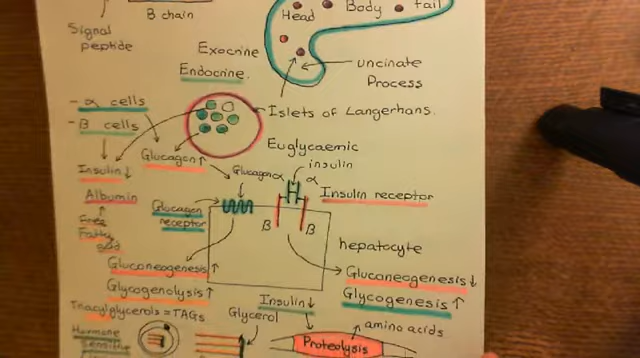 B chain
Signal
peptide
Head
Body
Tail
Exocrine
Endocrine
uncinate
Process
- α cells
- B cells
Islets of Langerhans.
Glucagon↑
Euglycaemic
Insulin↓
Glucagon
α
insulin
α
Insulin receptor
Albumin
Glucagon
receptor
Free
Fatty
acid
B
B
hepatocyte
Gluconeogenesis↑
Gluconeogenesis↓
Glycogenolysis↑
Insulin↓
Glycogenesis↑
Triacylglycerols = TAGs
Glycerol
amino acids
Hormone
Sensitive
Proteolysis